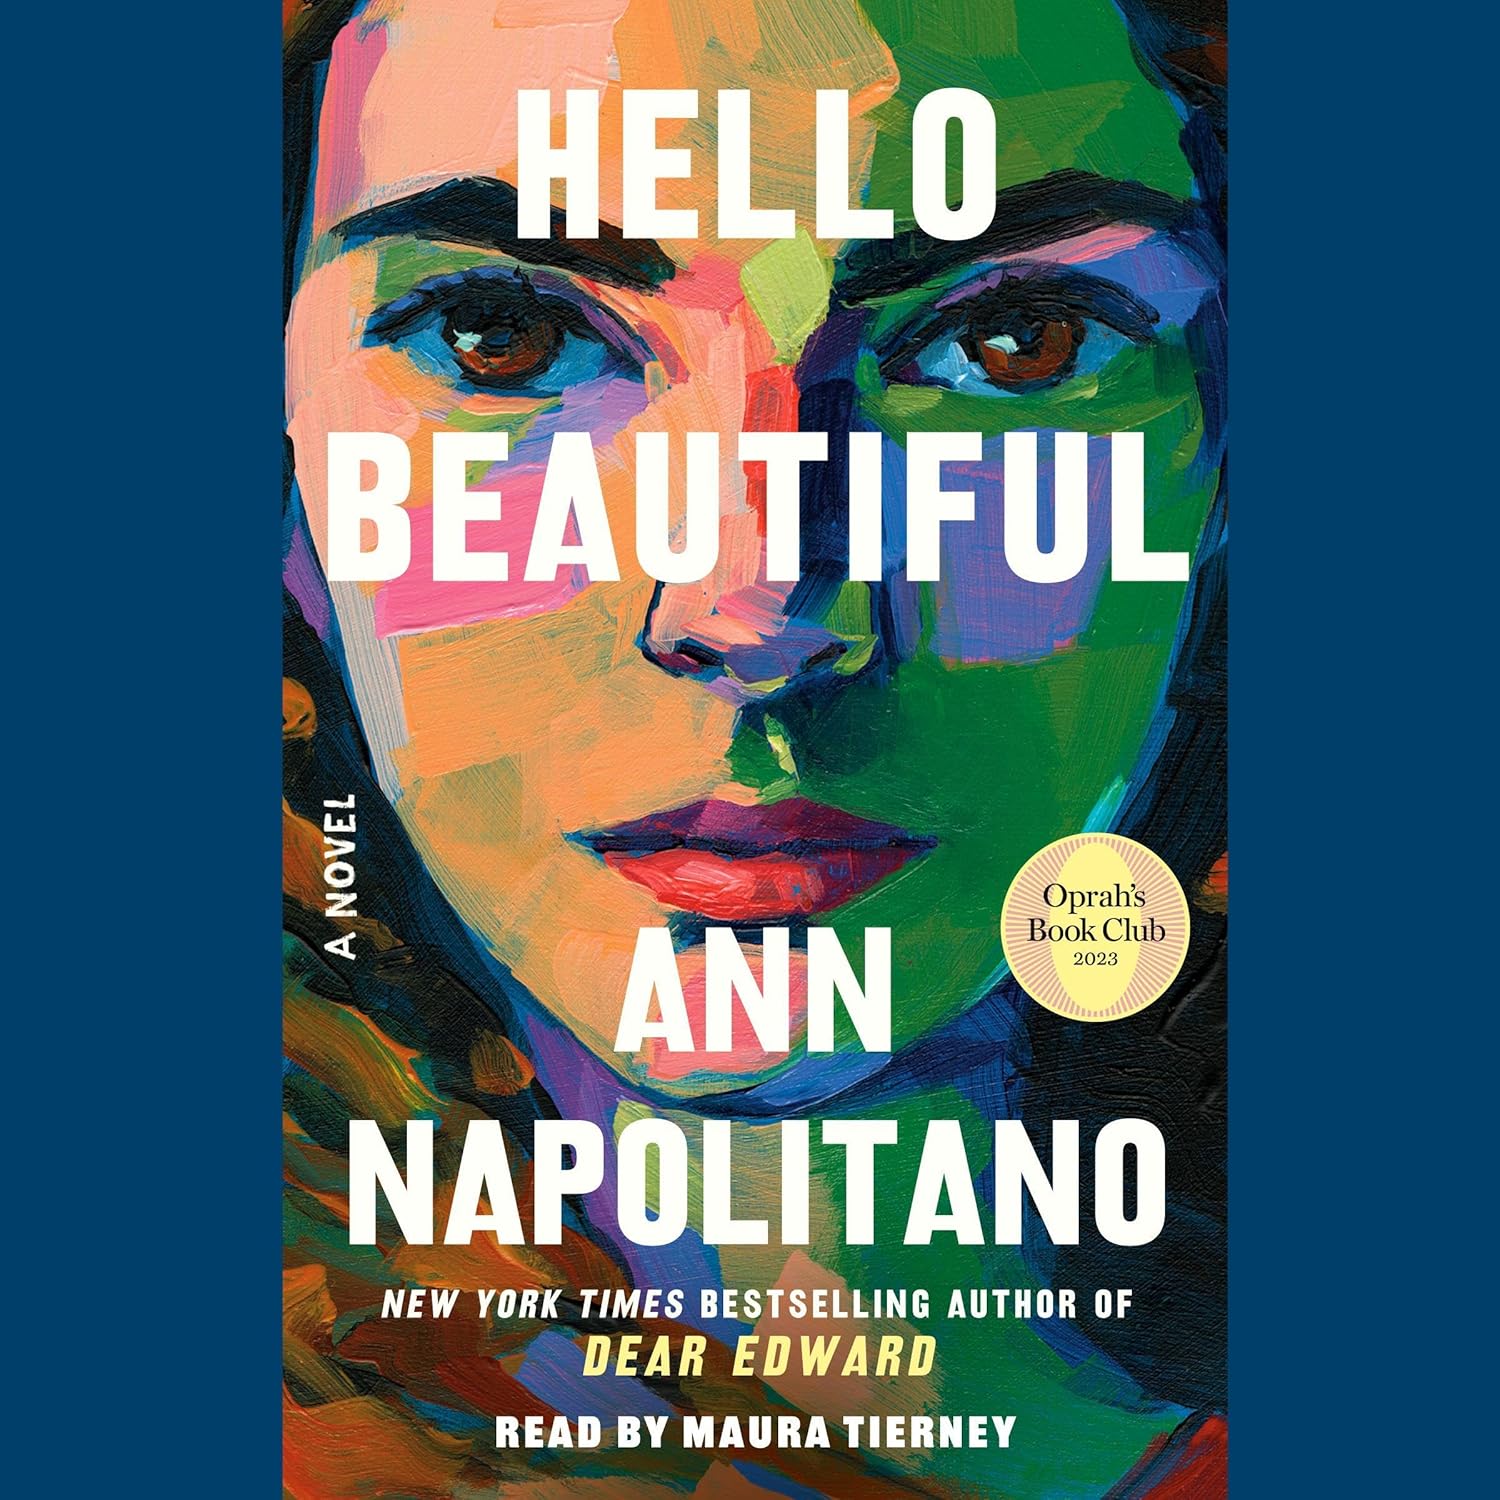 HELLO
BEAUTIFUL
A NOVEL
Oprah's
Book Club
2023
ANN
NAPOLITANO
NEW YORK TIMES BESTSELLING AUTHOR OF
DEAR EDWARD
READ BY MAURA TIERNEY